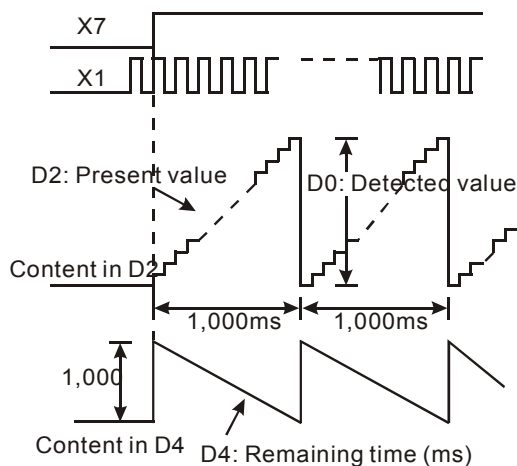 X7
X1
D2: Present value
D0: Detected value
Content in D2
1,000ms 1,000ms
1,000
Content in D4
D4: Remaining time (ms)